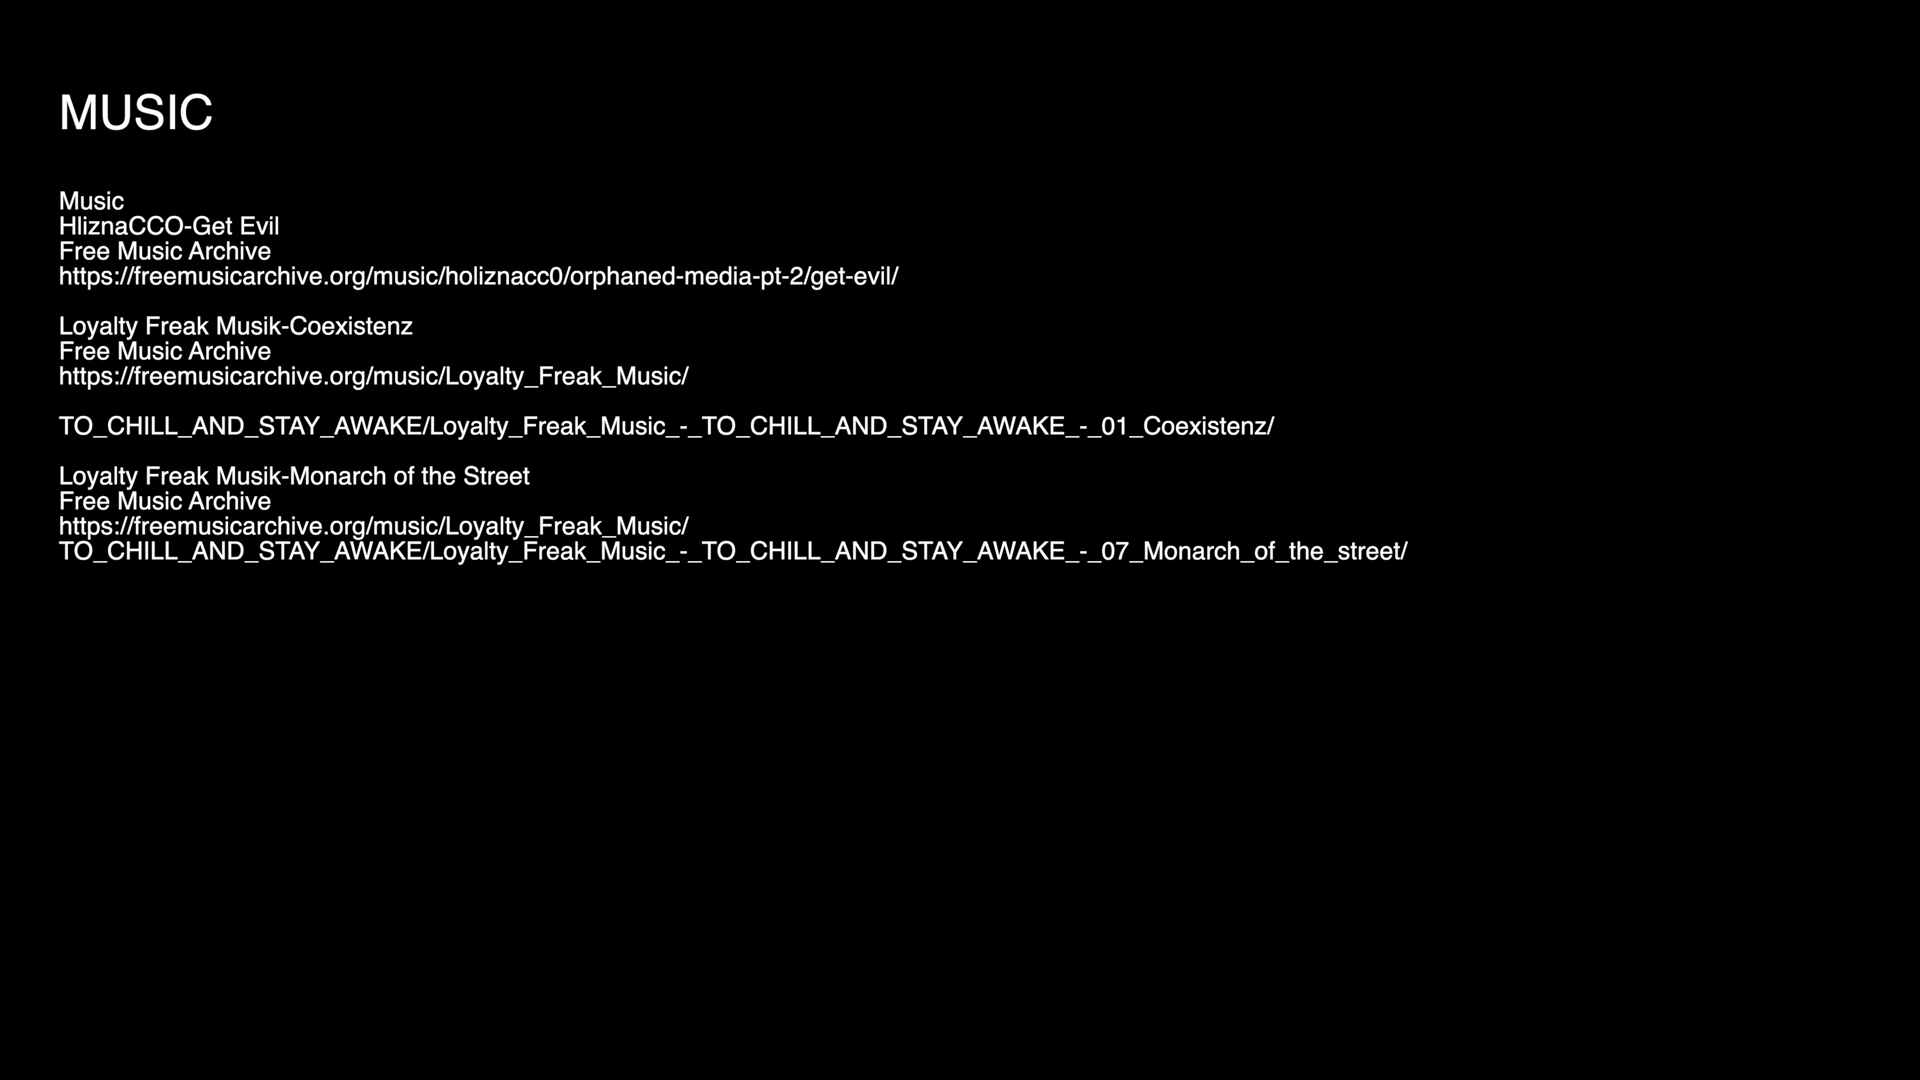 MUSIC
Music
HliznaCCO-Get Evil
Free Music Archive
https://freemusicarchive.org/music/holiznacc0/orphaned-media-pt-2/get-evil/
Loyalty Freak Musik-Coexistenz
Free Music Archive
https://freemusicarchive.org/music/Loyalty_Freak_Music/
TO_CHILL_AND_STAY_AWAKE/Loyalty_Freak_Music_-_TO_CHILL_AND_STAY_AWAKE_-_01_Coexistenz/
Loyalty Freak Musik-Monarch of the Street
Free Music Archive
https://freemusicarchive.org/music/Loyalty_Freak_Music/
TO_CHILL_AND_STAY_AWAKE/Loyalty_Freak_Music_-_TO_CHILL_AND_STAY_AWAKE_-_07_Monarch_of_the_street/